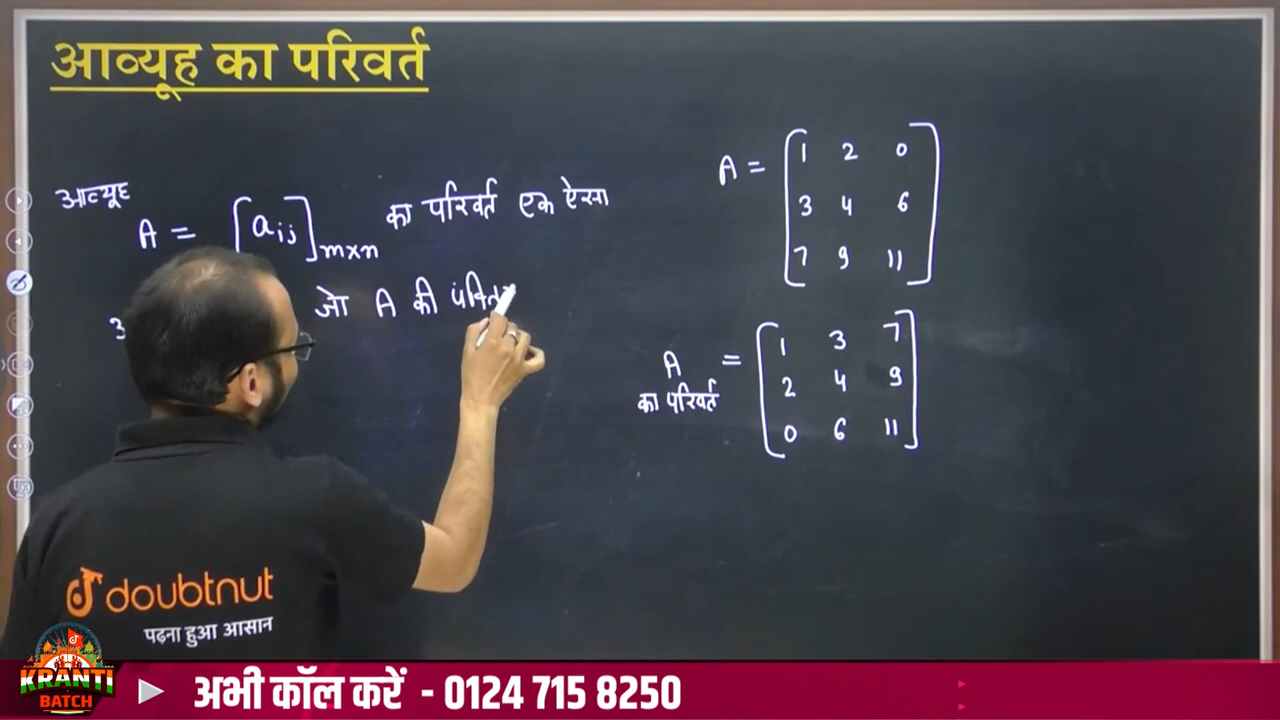 आव्यूह का परिवर्त
आव्यूह
A = [aij]m×n का परिवर्त एक ऐसा
जो A की
A = [1 2 0
3 4 6
7 9 11]
A का परिवर्त = [1 3 7
2 4 9
0 6 11]
doubtnut
पढ़ना हुआ आसान
KRANTI
BATCH
अभी कॉल करें - 0124 715 8250